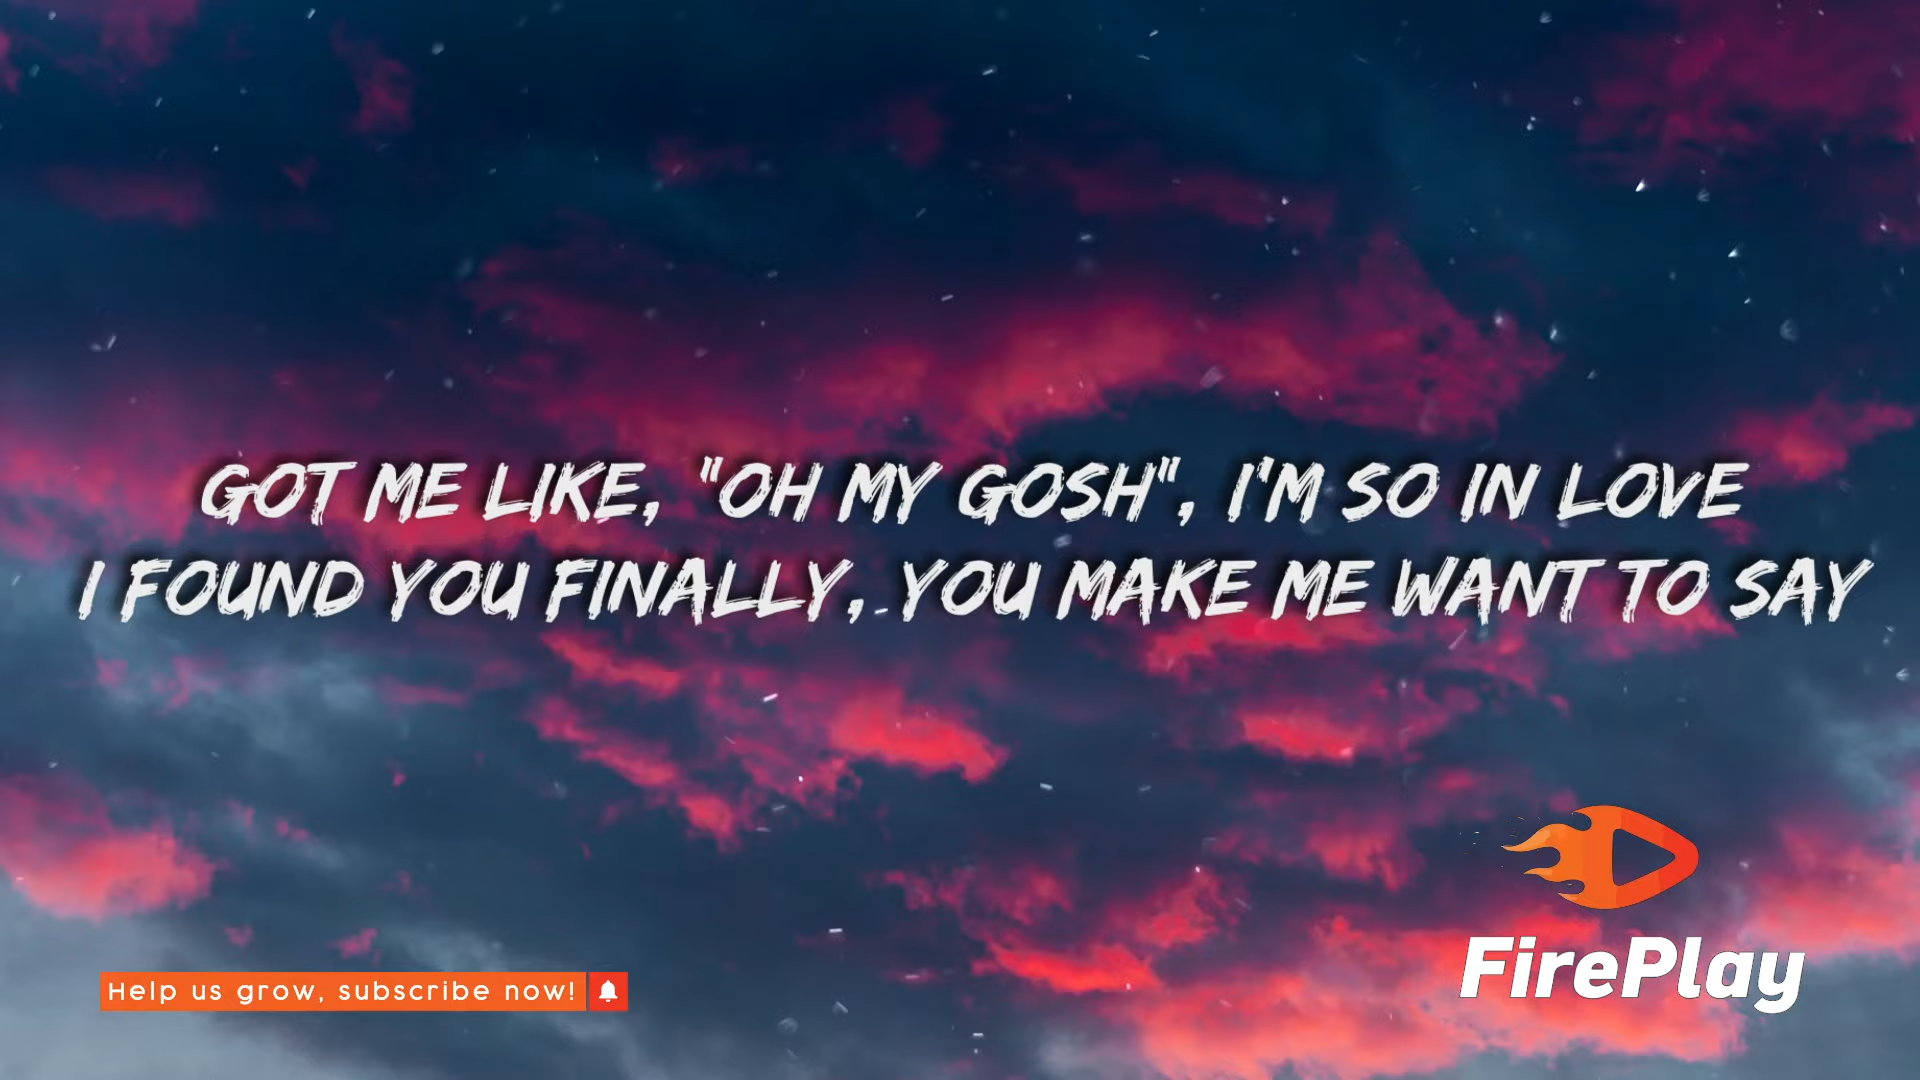 GOT ME LIKE, "OH MY GOSH", I'M SO IN LOVE
I FOUND YOU FINALLY, YOU MAKE ME WANT TO SAY
Help us grow, subscribe now!
FirePlay